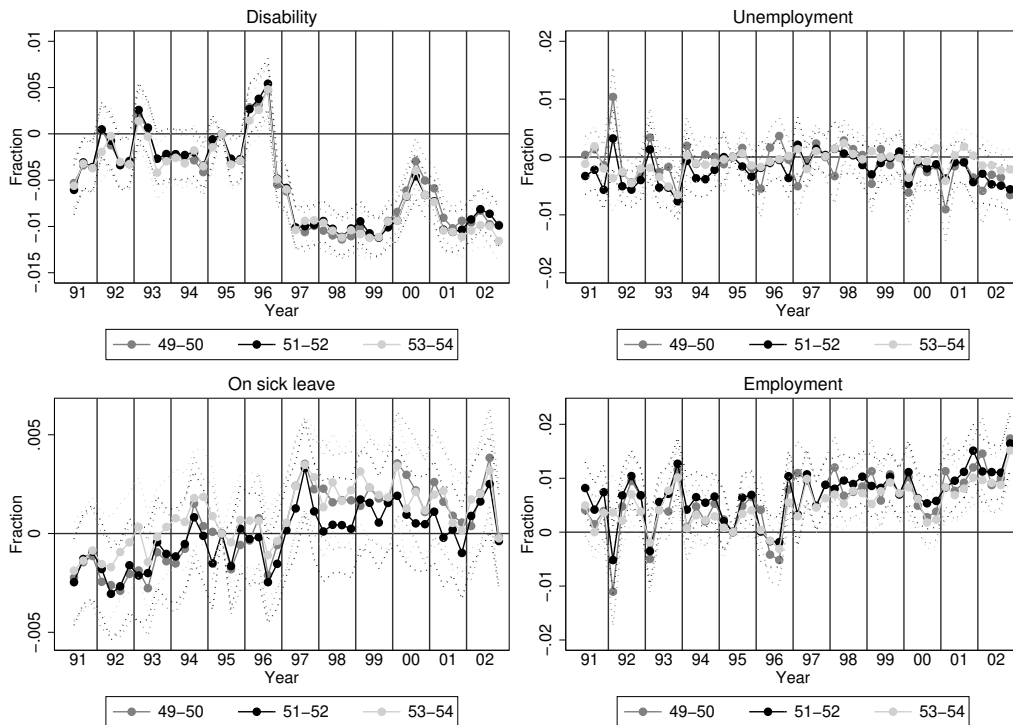 Disability
Fraction
.01
.005
0
-.005
-.01
-.015
91 92 93 94 95 96 97 98 99 00 01 02
Year
49-50 51-52 53-54
Unemployment
Fraction
.02
.01
0
-.01
-.02
91 92 93 94 95 96 97 98 99 00 01 02
Year
49-50 51-52 53-54
On sick leave
Fraction
.005
0
-.005
91 92 93 94 95 96 97 98 99 00 01 02
Year
49-50 51-52 53-54
Employment
Fraction
.02
.01
0
-.01
-.02
91 92 93 94 95 96 97 98 99 00 01 02
Year
49-50 51-52 53-54